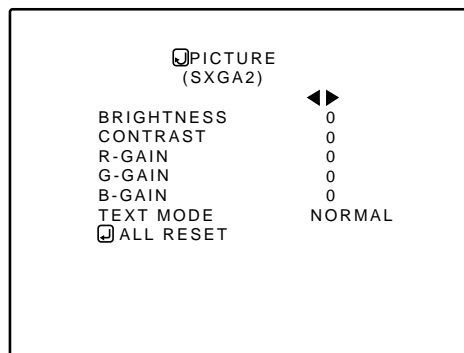 PICTURE
(SXGA2)
BRIGHTNESS 0
CONTRAST 0
R-GAIN 0
G-GAIN 0
B-GAIN 0
TEXT MODE NORMAL
ALL RESET